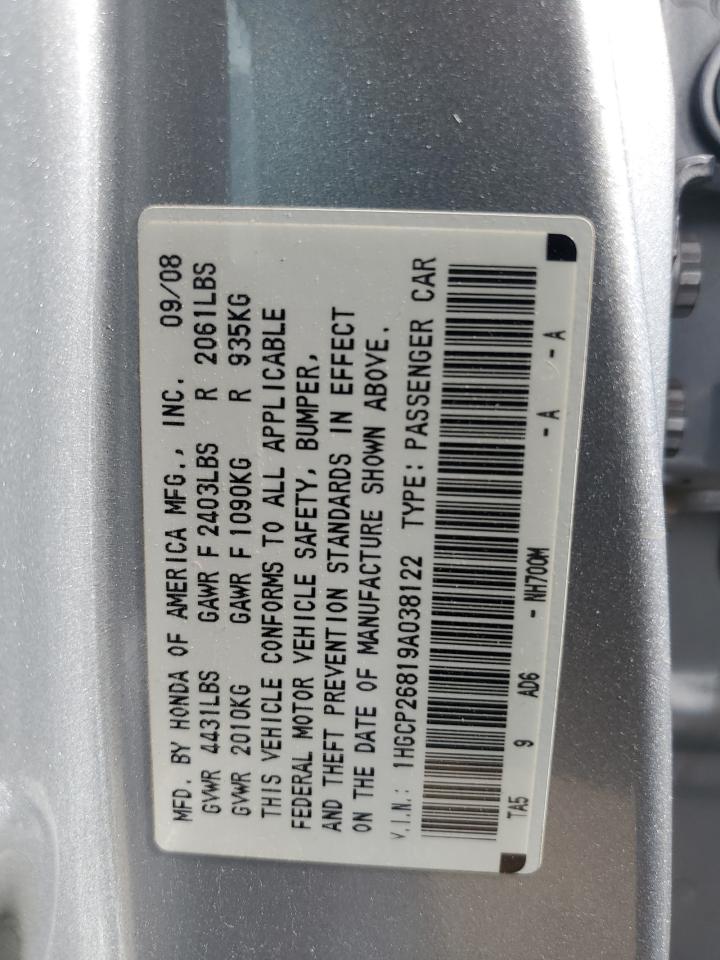 MFD. BY HONDA OF AMERICA MFG., INC. 09/08
GVWR 4431LBS GAWR F 2403LBS R 2061LBS
GVWR 2010KG GAWR F 1090KG R 935KG
THIS VEHICLE CONFORMS TO ALL APPLICABLE
FEDERAL MOTOR VEHICLE SAFETY, BUMPER,
AND THEFT PREVENTION STANDARDS IN EFFECT
ON THE DATE OF MANUFACTURE SHOWN ABOVE.
V.I.N.: 1HGCP26819A038122 TYPE: PASSENGER CAR
TA5 9 AD6 - NH700M - A - A